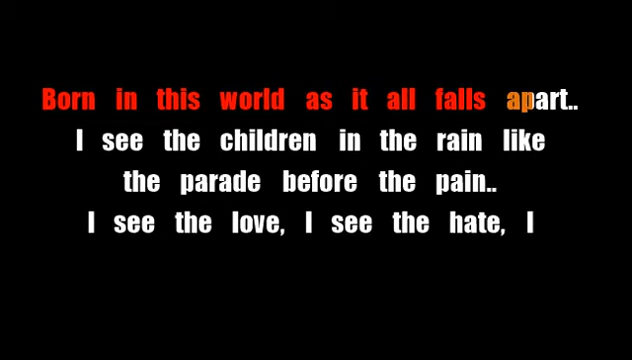 Born in this world as it all falls apart..
I see the children in the rain like
the parade before the pain..
I see the love, I see the hate, I